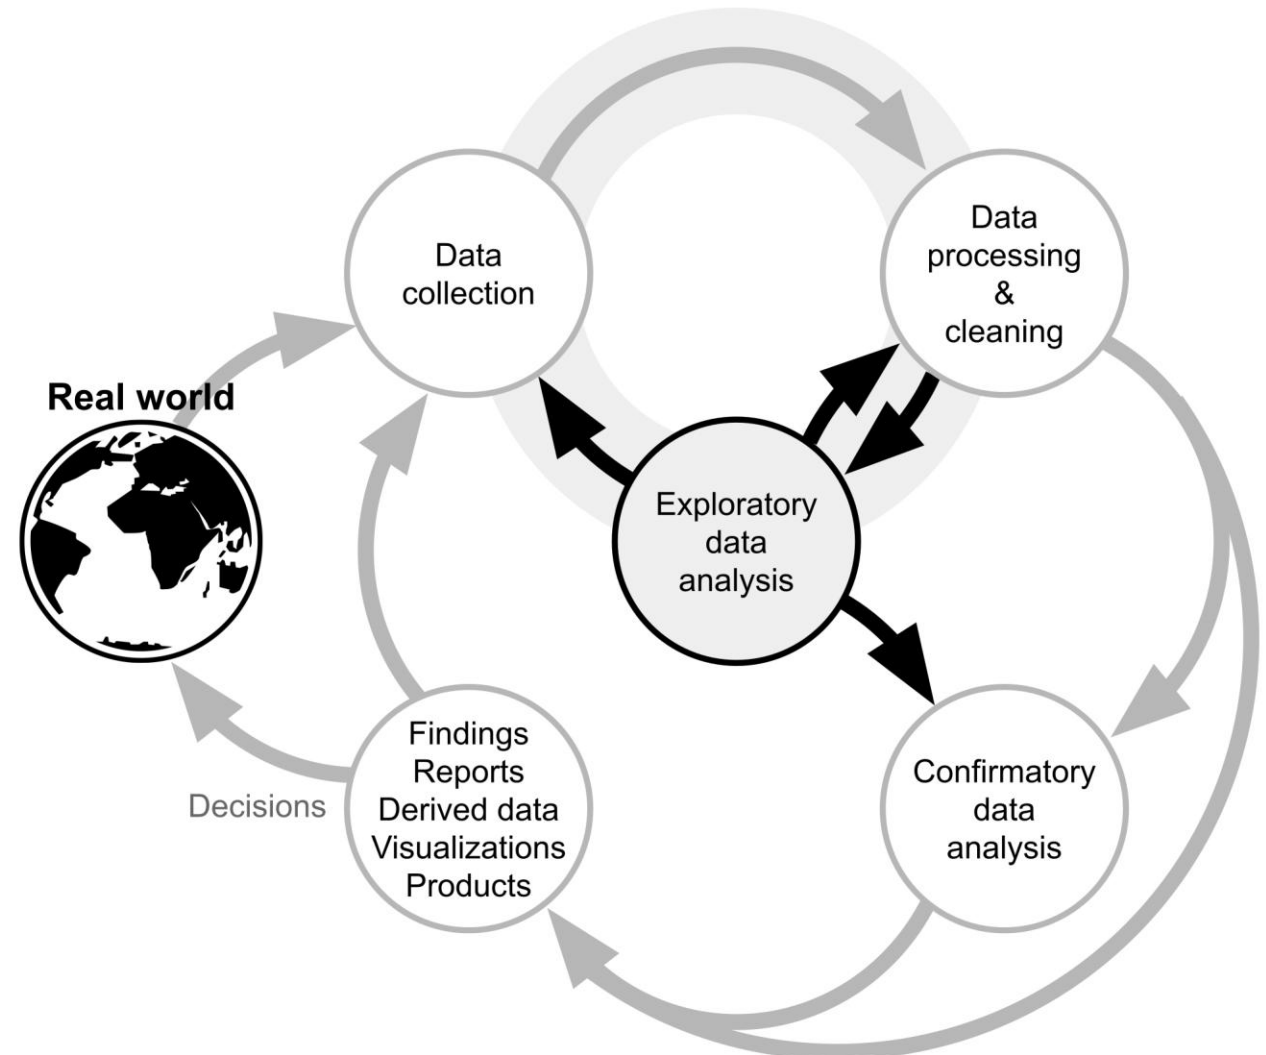 Data
collection
Data
processing
&
cleaning
Real world
Exploratory
data
analysis
Findings
Reports
Derived data
Visualizations
Products
Decisions
Confirmatory
data
analysis